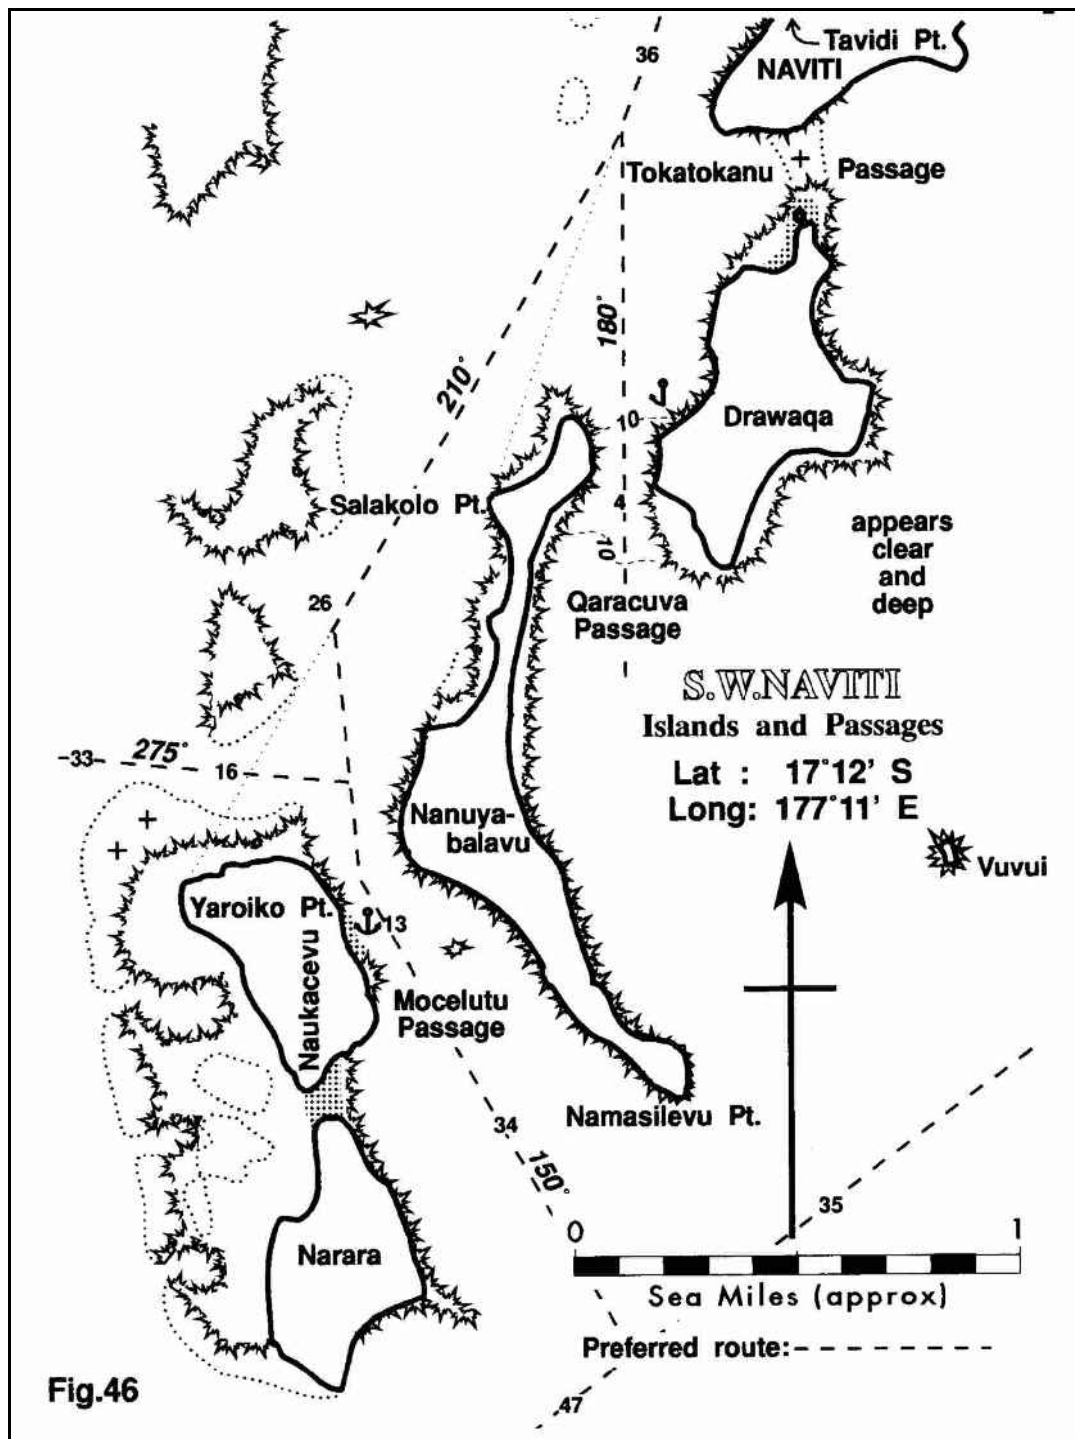 Tavidi Pt.
36
NAVITI
Tokatokanu Passage
180°
210°
10
Drawaqa
Salakolo Pt.
4
appears
clear
and
deep
10
26
Qaracuva
Passage
S.W.NAVITI
Islands and Passages
275°
33
16
Lat : 17°12' S
Long: 177°11' E
Nanuya-
balavu
Vuvui
Yaroiko Pt.
13
Naukacevu
Mocelutu
Passage
Namasilevu Pt.
34
150°
35
0 1
Narara
Sea Miles (approx)
Preferred route:
Fig.46
47